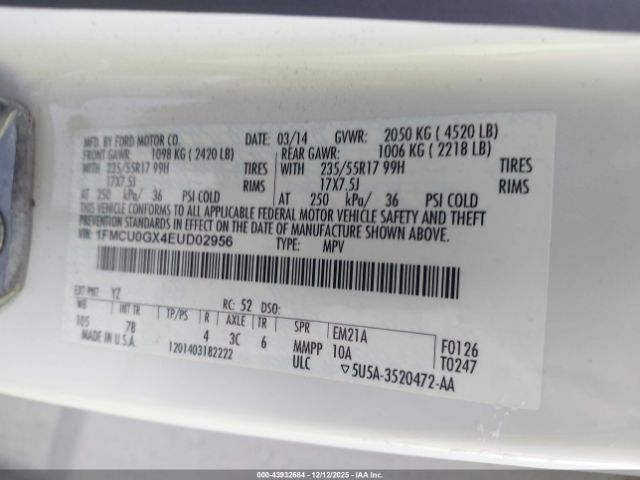 MFD. BY FORD MOTOR CO. DATE: 03/14 GVWR: 2050 KG ( 4520 LB)
FRONT GAWR: 1098 KG ( 2420 LB) REAR GAWR: 1006 KG ( 2218 LB)
WITH 235/55R17 99H TIRES WITH 235/55R17 99H TIRES
17X7.5J RIMS 17X7.5J RIMS
AT 250 kPa/ 36 PSI COLD AT 250 kPa/ 36 PSI COLD
THIS VEHICLE CONFORMS TO ALL APPLICABLE FEDERAL MOTOR VEHICLE SAFETY AND THEFT
PREVENTION STANDARDS IN EFFECT ON THE DATE OF MANUFACTURE SHOWN ABOVE.
VIN: 1FMCU0GX4EUD02956 TYPE: MPV
EXT PNT: YZ RC: 52 DSO:
WB INT TR TP/PS R AXLE TR SPR EM21A F0126
105 7B 4 3C 6 MMPP 10A T0247
MADE IN U.S.A. 1201403182222 ULC ▽5U5A-3520472-AA
000-43932684 - 12/12/2025 - IAAI.COM